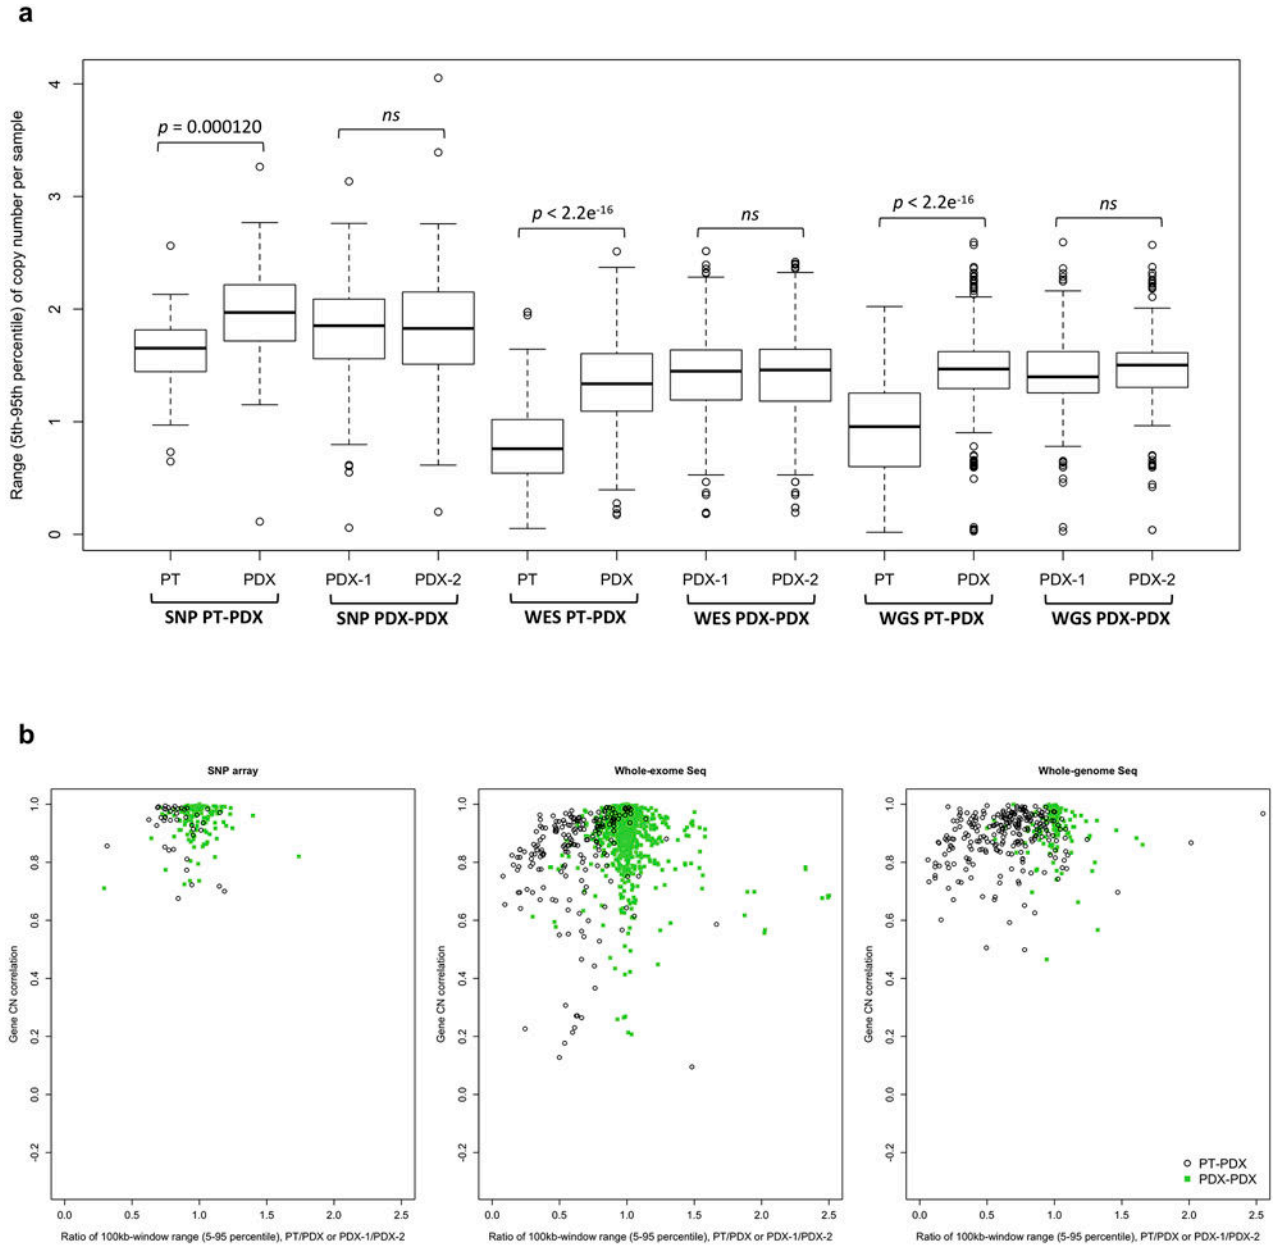 a
Range (5th-95th percentile) of copy number per sample
4
3
2
1
0
p = 0.000120
ns
p < 2.2e-16
ns
p < 2.2e-16
ns
PT PDX PDX-1 PDX-2 PT PDX PDX-1 PDX-2 PT PDX PDX-1 PDX-2
SNP PT-PDX SNP PDX-PDX WES PT-PDX WES PDX-PDX WGS PT-PDX WGS PDX-PDX
b
SNP array
Gene CN correlation
1.0
0.8
0.6
0.4
0.2
0.0
-0.2
0.0 0.5 1.0 1.5 2.0 2.5
Ratio of 100kb-window range (5-95 percentile), PT/PDX or PDX-1/PDX-2
Whole-exome Seq
Gene CN correlation
1.0
0.8
0.6
0.4
0.2
0.0
-0.2
0.0 0.5 1.0 1.5 2.0 2.5
Ratio of 100kb-window range (5-95 percentile), PT/PDX or PDX-1/PDX-2
Whole-genome Seq
Gene CN correlation
1.0
0.8
0.6
0.4
0.2
0.0
-0.2
PT-PDX
PDX-PDX
0.0 0.5 1.0 1.5 2.0 2.5
Ratio of 100kb-window range (5-95 percentile), PT/PDX or PDX-1/PDX-2